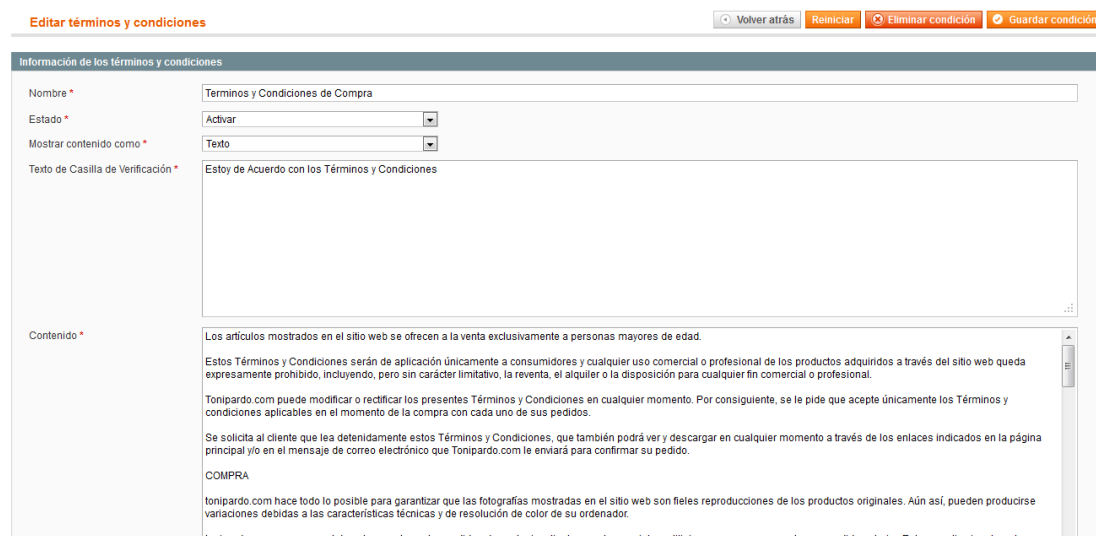 Editar términos y condiciones
Volver atrás Reiniciar Eliminar condición Guardar condición
Información de los términos y condiciones
Nombre * Terminos y Condiciones de Compra
Estado * Activar
Mostrar contenido como * Texto
Texto de Casilla de Verificación * Estoy de Acuerdo con los Términos y Condiciones
Contenido * Los artículos mostrados en el sitio web se ofrecen a la venta exclusivamente a personas mayores de edad.
Estos Términos y Condiciones serán de aplicación únicamente a consumidores y cualquier uso comercial o profesional de los productos adquiridos a través del sitio web queda
expresamente prohibido, incluyendo, pero sin carácter limitativo, la reventa, el alquiler o la disposición para cualquier fin comercial o profesional.
Tonipardo.com puede modificar o rectificar los presentes Términos y Condiciones en cualquier momento. Por consiguiente, se le pide que acepte únicamente los Términos y
condiciones aplicables en el momento de la compra con cada uno de sus pedidos.
Se solicita al cliente que lea detenidamente estos Términos y Condiciones, que también podrá ver y descargar en cualquier momento a través de los enlaces indicados en la página
principal y/o en el mensaje de correo electrónico que Tonipardo.com le enviará para confirmar su pedido.
COMPRA
tonipardo.com hace todo lo posible para garantizar que las fotografías mostradas en el sitio web son fieles reproducciones de los productos originales. Aún así, pueden producirse
variaciones debidas a las características técnicas y de resolución de color de su ordenador.